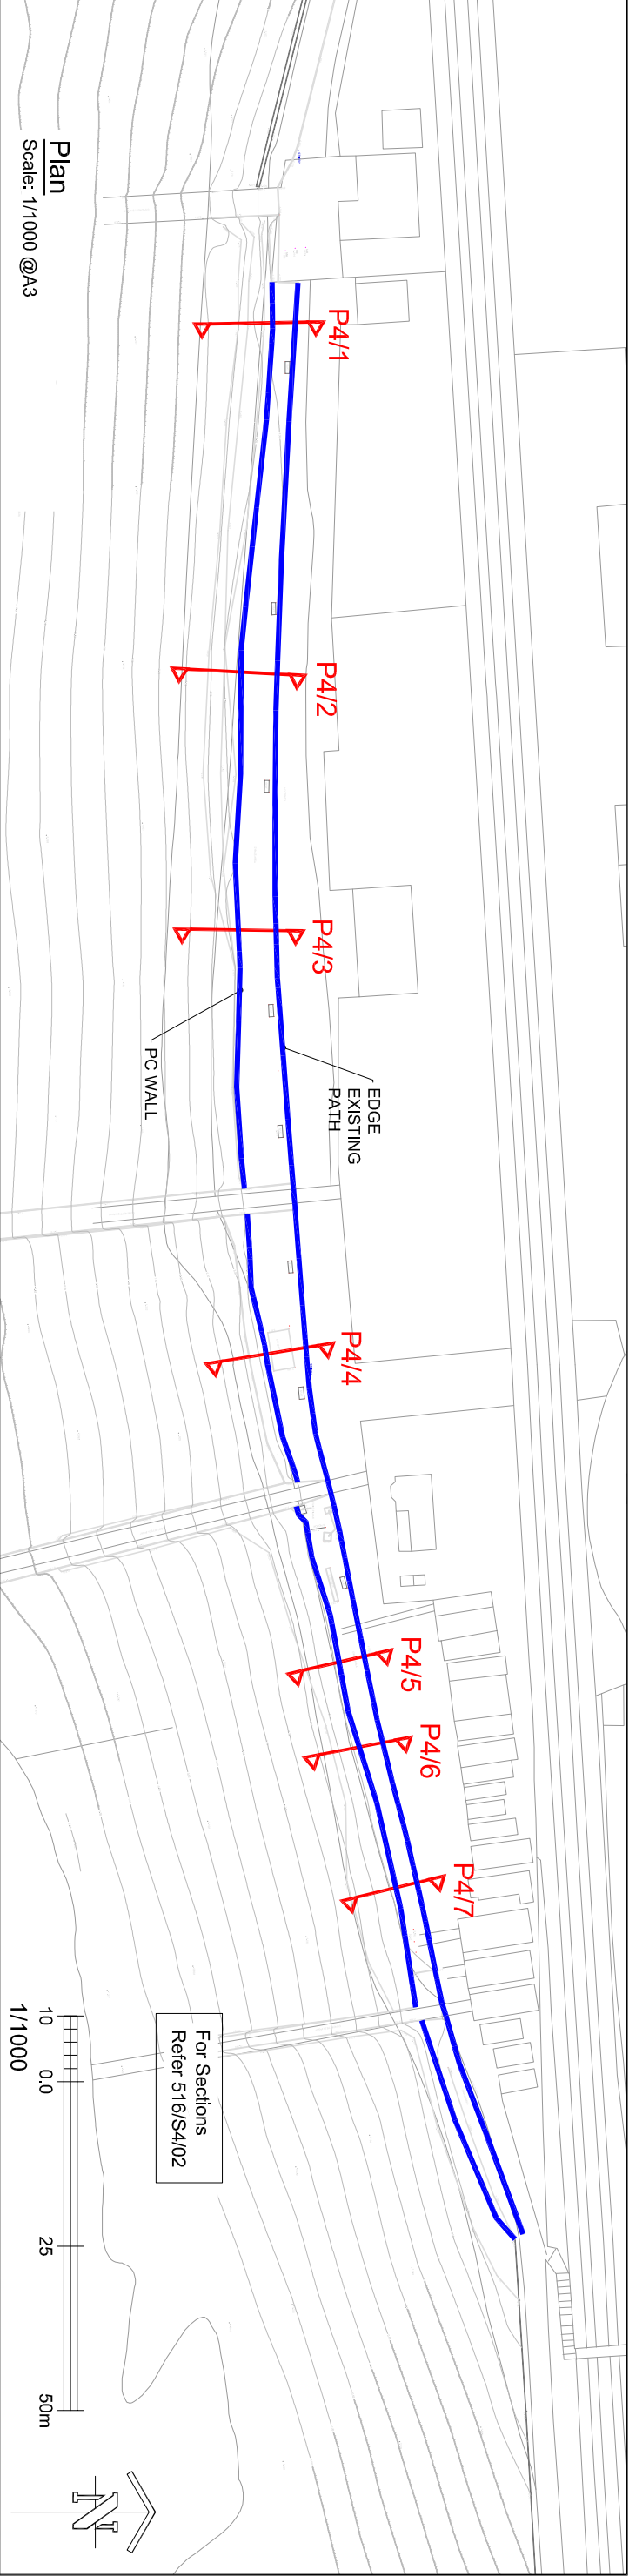 Plan
Scale: 1/1000 @A3
P4/1
P4/2
P4/3
PC WALL
EDGE
EXISTING
PATH
P4/4
P4/5
P4/6
P4/7
For Sections
Refer 516/S4/02
10
0.0
25
50m
1/1000
N